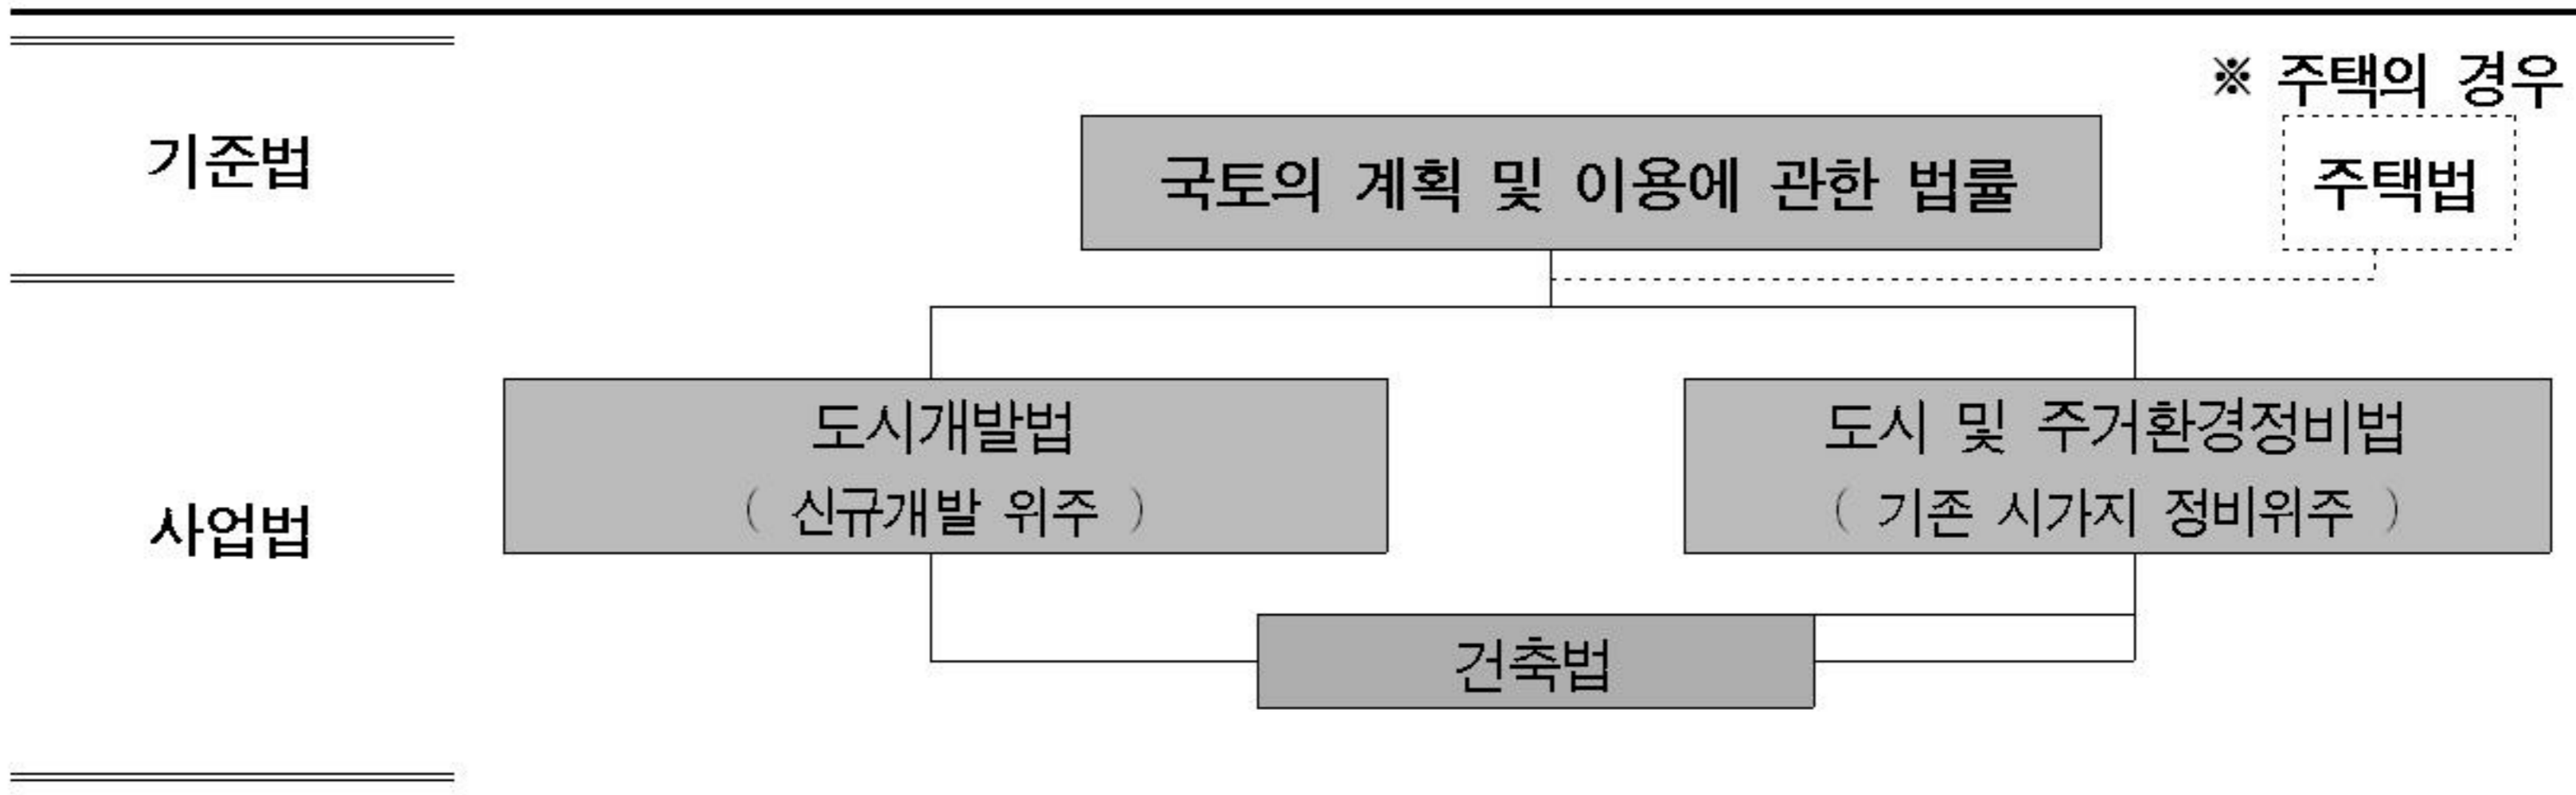 ※ 주택의 경우
기준법
국토의 계획 및 이용에 관한 법률
주택법
도시개발법
( 신규개발 위주 )
도시 및 주거환경정비법
( 기존 시가지 정비위주 )
사업법
건축법